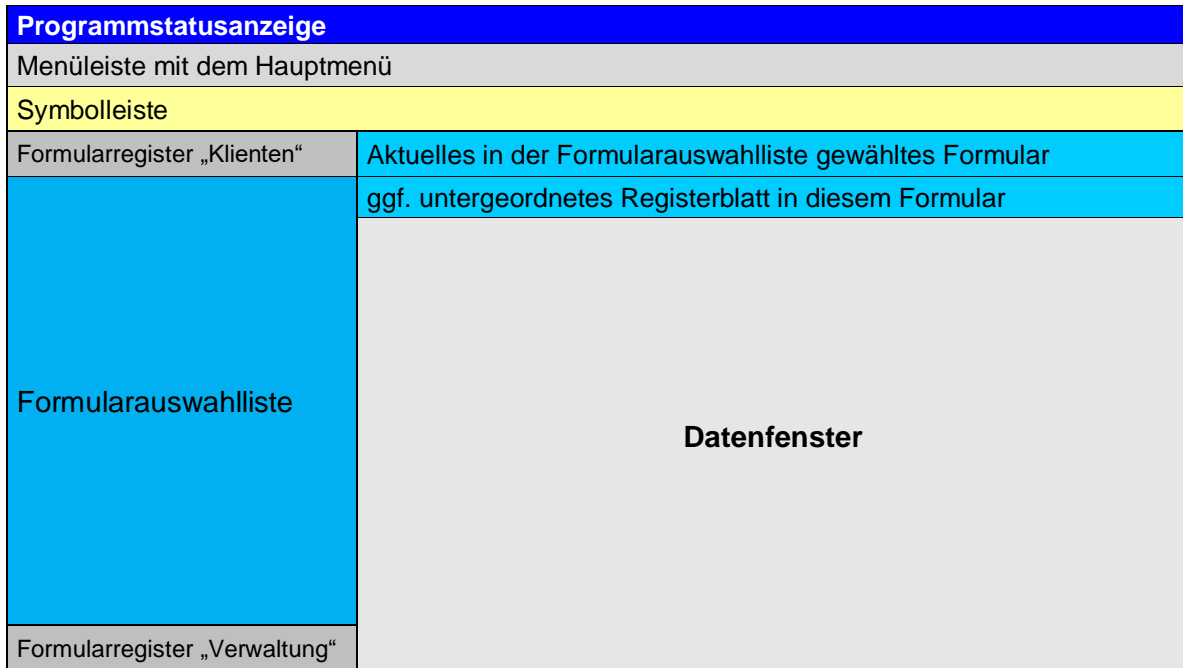 Programmstatusanzeige
Menüleiste mit dem Hauptmenü
Symbolleiste
Formularregister „Klienten“
Aktuelles in der Formularauswahlliste gewähltes Formular
ggf. untergeordnetes Registerblatt in diesem Formular
Formularauswahlliste
Datenfenster
Formularregister „Verwaltung“